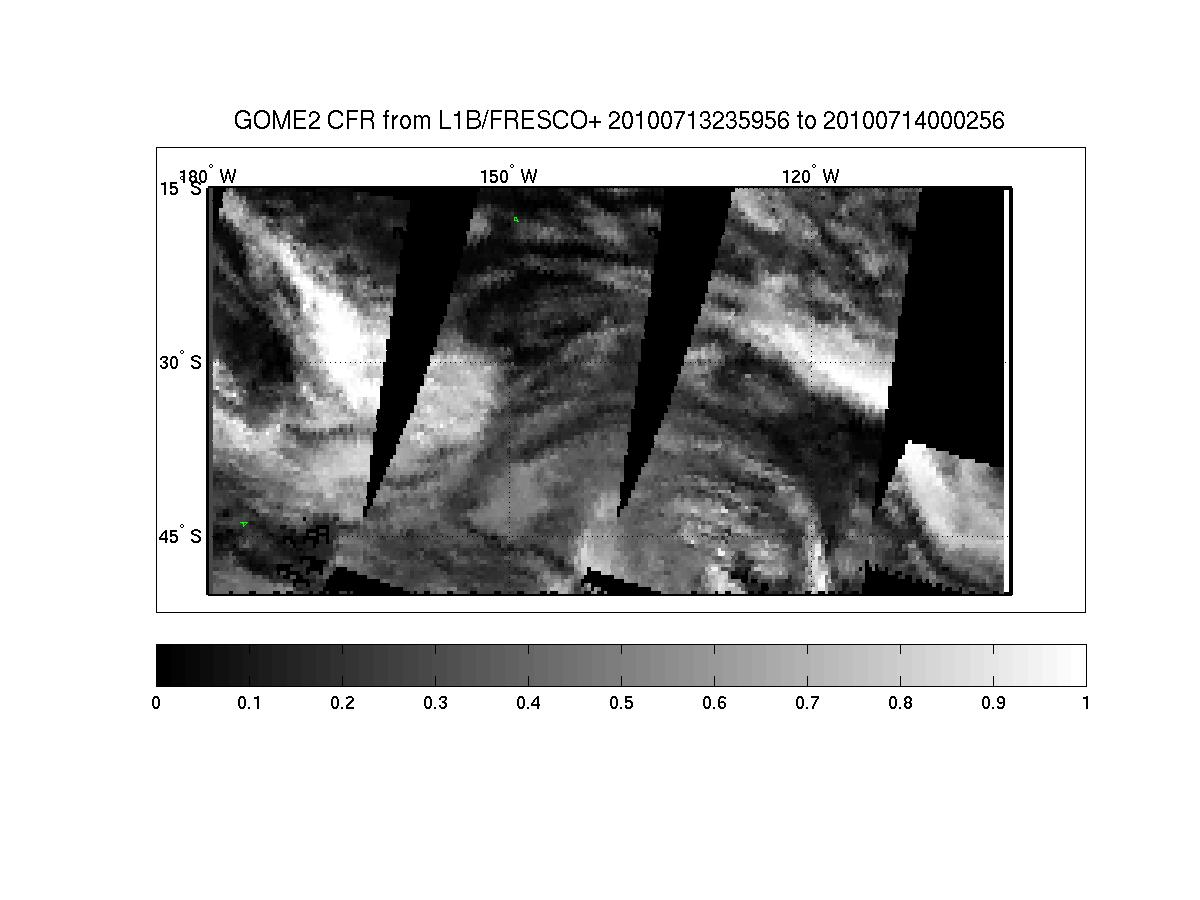 GOME2 CFR from L1B/FRESCO+ 20100713235956 to 20100714000256
180° W 150° W 120° W
15° S
30° S
45° S
0 0.1 0.2 0.3 0.4 0.5 0.6 0.7 0.8 0.9 1